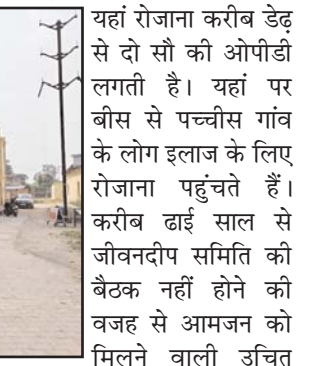 यहां रोजाना करीब डेढ़
से दो सौ की ओपीडी
लगती है। यहां पर
बीस से पच्चीस गांव
के लोग इलाज के लिए
रोजाना पहुंचते हैं।
करीब ढाई साल से
जीवनदीप समिति की
बैठक नहीं होने की
वजह से आमजन को
मिलने वाली उचित